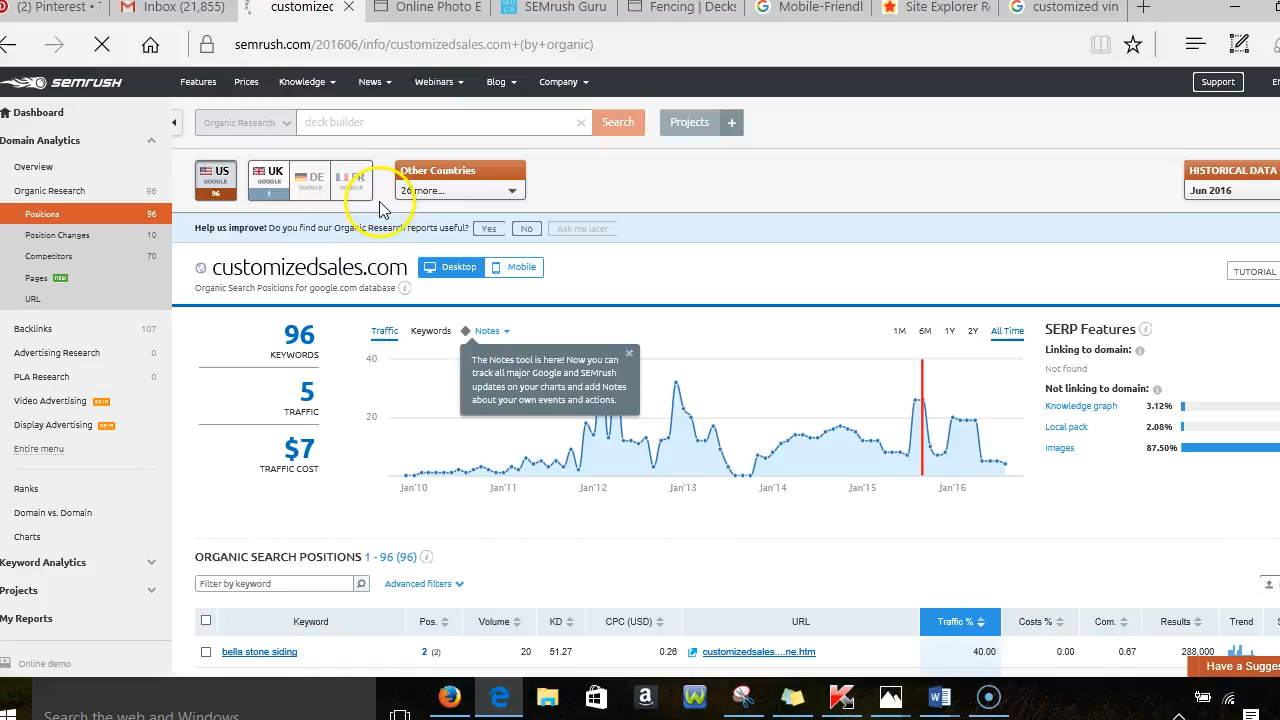 (2) Pinterest •
Inbox (21,855)
customized
Online Photo E
SEMrush Guru
Fencing | Decks
Mobile-Friendl
Site Explorer Re
customized vin
semrush.com/201606/info/customizedsales.com+(by+organic)
SEMRUSH
Features
Prices
Knowledge
News
Webinars
Blog
Company
Support
EN
Dashboard
Organic Research
deck builder
Search
Projects
+
Domain Analytics
Overview
Organic Research 96
Positions 96
Position Changes 10
Competitors 70
Pages NEW
URL
Backlinks 107
Advertising Research 0
PLA Research 0
Video Advertising BETA
Display Advertising BETA
Entire menu
Ranks
Domain vs. Domain
Charts
Keyword Analytics
Projects
My Reports
Online demo
US GOOGLE 96
UK GOOGLE 1
DE GOOGLE
FR GOOGLE
Other Countries
26 more...
HISTORICAL DATA
Jun 2016
Help us improve! Do you find our Organic Research reports useful?
Yes
No
Ask me later
customizedsales.com
Desktop
Mobile
TUTORIAL
Organic Search Positions for google.com database
96
KEYWORDS
5
TRAFFIC
$7
TRAFFIC COST
Traffic
Keywords
Notes
1M
6M
1Y
2Y
All Time
The Notes tool is here! Now you can
track all major Google and SEMrush
updates on your charts and add Notes
about your own events and actions.
40
20
Jan'10
Jan'11
Jan'12
Jan'13
Jan'14
Jan'15
Jan'16
SERP Features
Linking to domain:
Not found
Not linking to domain:
Knowledge graph 3.12%
Local pack 2.08%
Images 87.50%
ORGANIC SEARCH POSITIONS 1 - 96 (96)
Filter by keyword
Advanced filters
Keyword Pos. Volume KD CPC (USD) URL Traffic % Costs % Com. Results Trend
bella stone siding 2 (2) 20 51.27 0.26 customizedsales....ne.htm 40.00 0.00 0.67 288,000
Have a Sugges
Search the web and Windows